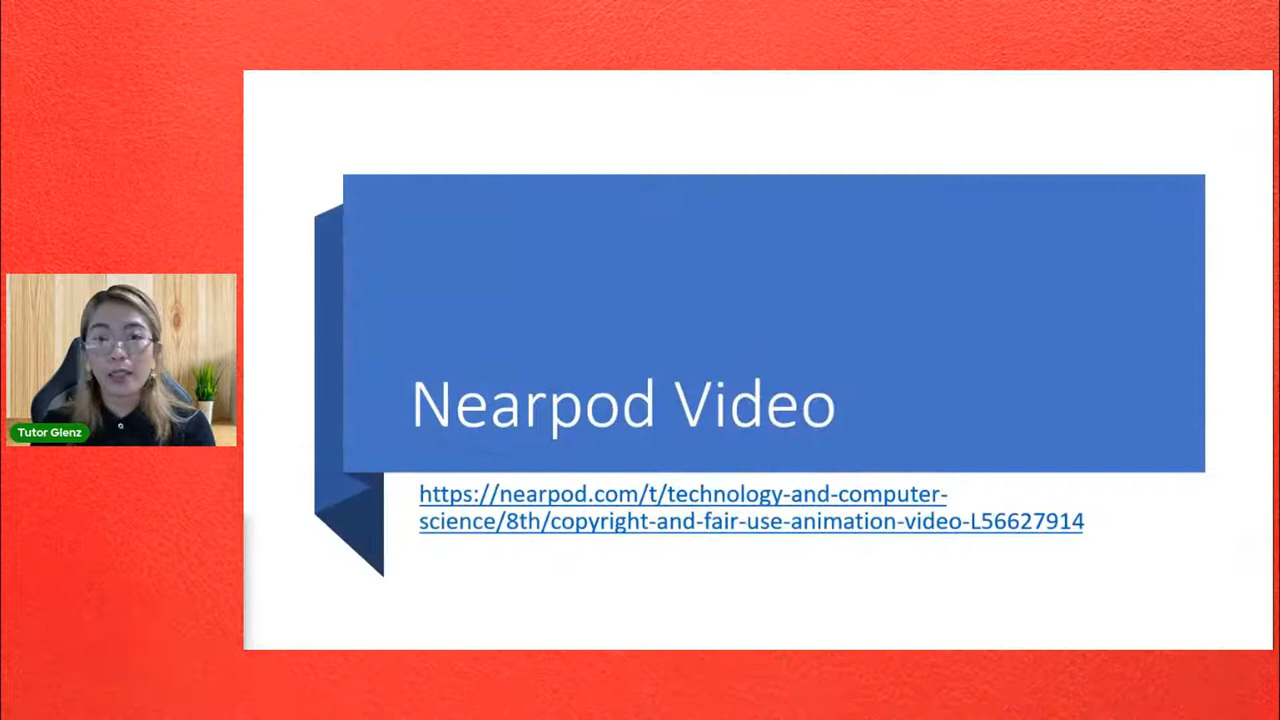 Nearpod Video
https://nearpod.com/t/technology-and-computer-
science/8th/copyright-and-fair-use-animation-video-L56627914
Tutor Glenz